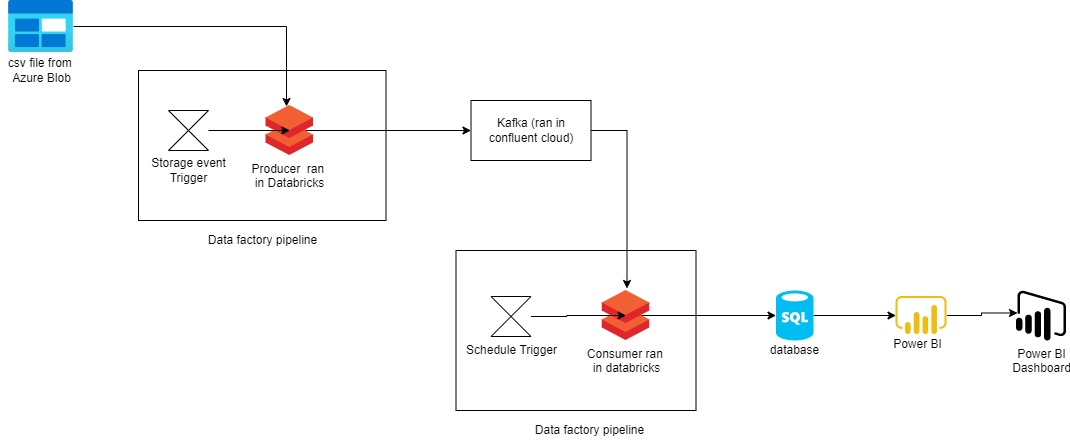 csv file from
Azure Blob
Storage event
Trigger
Producer ran
in Databricks
Data factory pipeline
Kafka (ran in
confluent cloud)
Schedule Trigger
Consumer ran
in databricks
Data factory pipeline
SQL
database
Power BI
Power BI
Dashboard